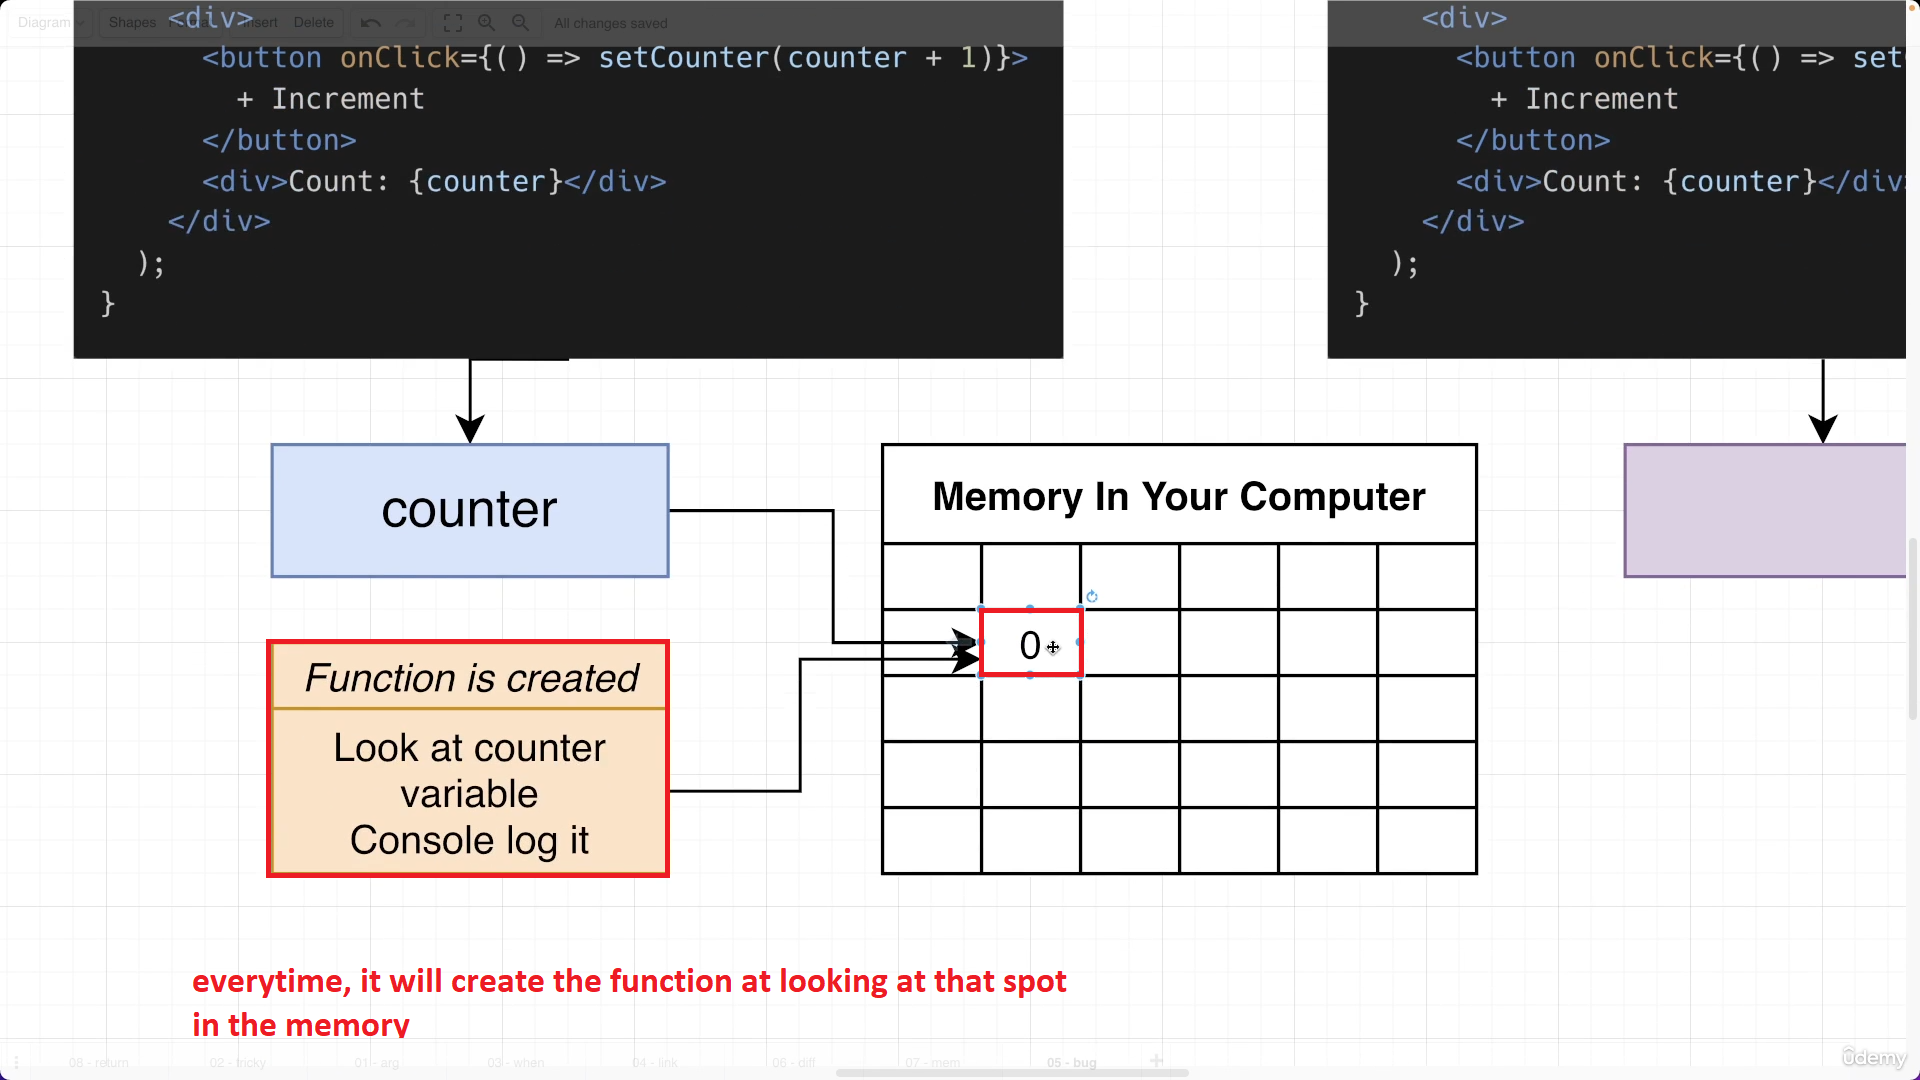 Diagram Shapes Insert Delete All changes saved
<div>
<button onClick={() => setCounter(counter + 1)}>
+ Increment
</button>
<div>Count: {counter}</div>
</div>
);
}
<div>
<button onClick={() => set
+ Increment
</button>
<div>Count: {counter}</div
</div>
);
}
counter
Memory In Your Computer
0
Function is created
Look at counter
variable
Console log it
everytime, it will create the function at looking at that spot
in the memory
08 - return 02 - tricky 01 - arg 03 - when 04 - link 06 - diff 07 - mem 05 - bug
ûdemy